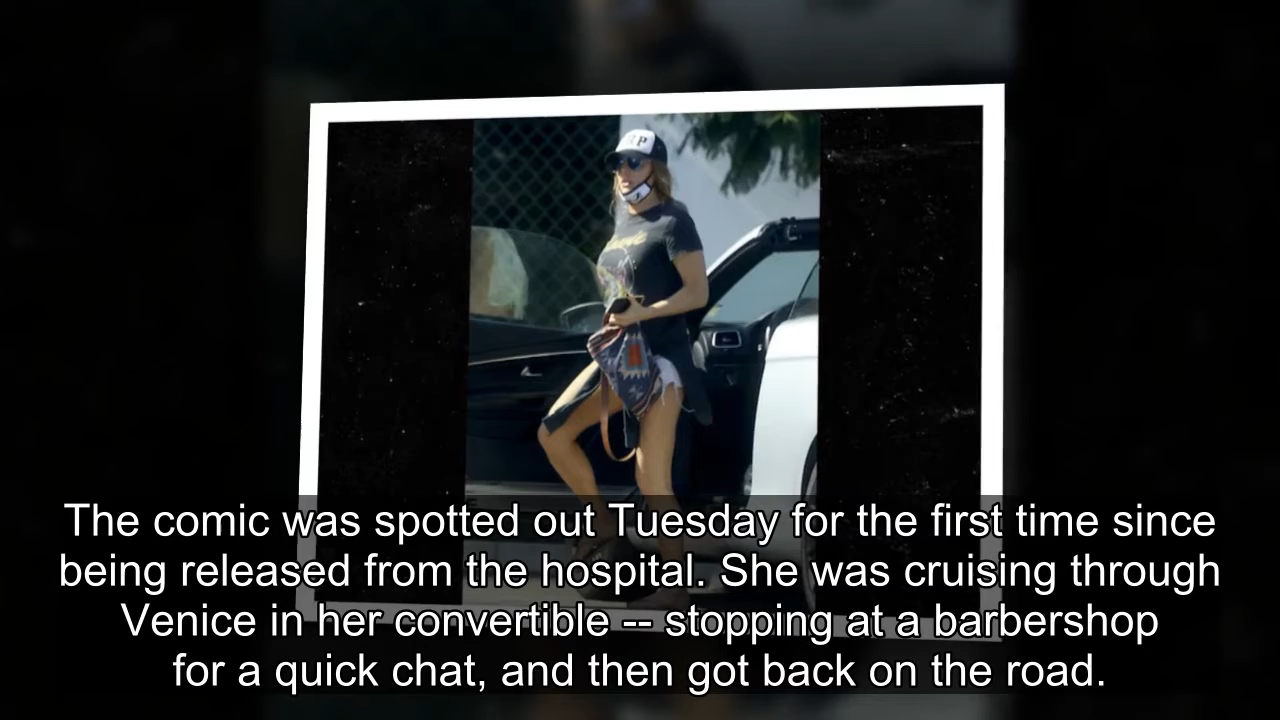 The comic was spotted out Tuesday for the first time since
being released from the hospital. She was cruising through
Venice in her convertible -- stopping at a barbershop
for a quick chat, and then got back on the road.